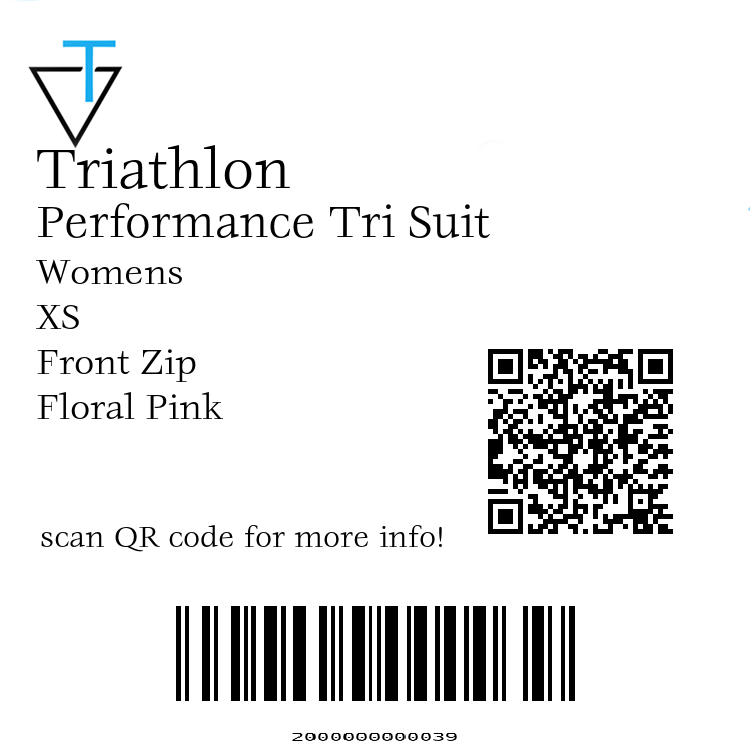 T
Triathlon
Performance Tri Suit
Womens
XS
Front Zip
Floral Pink
scan QR code for more info!
2000000000039